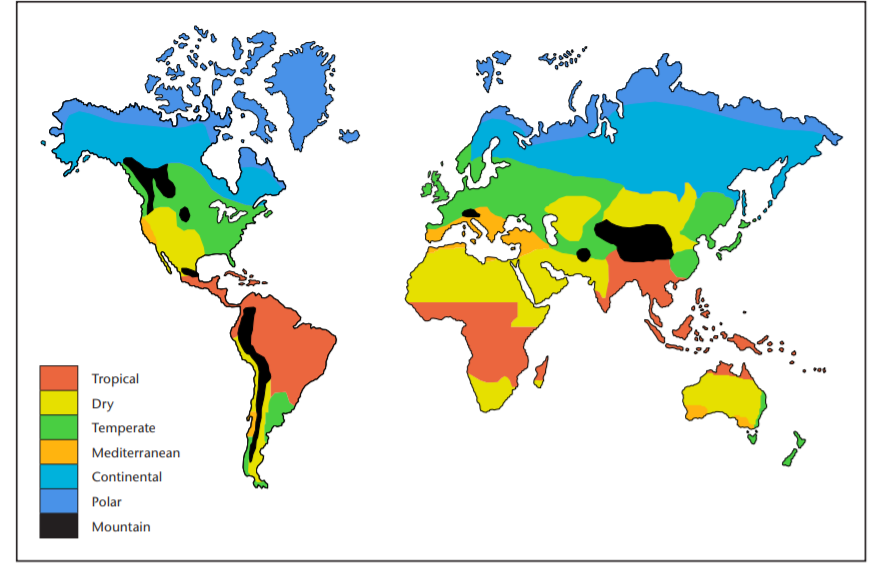 Tropical
Dry
Temperate
Mediterranean
Continental
Polar
Mountain